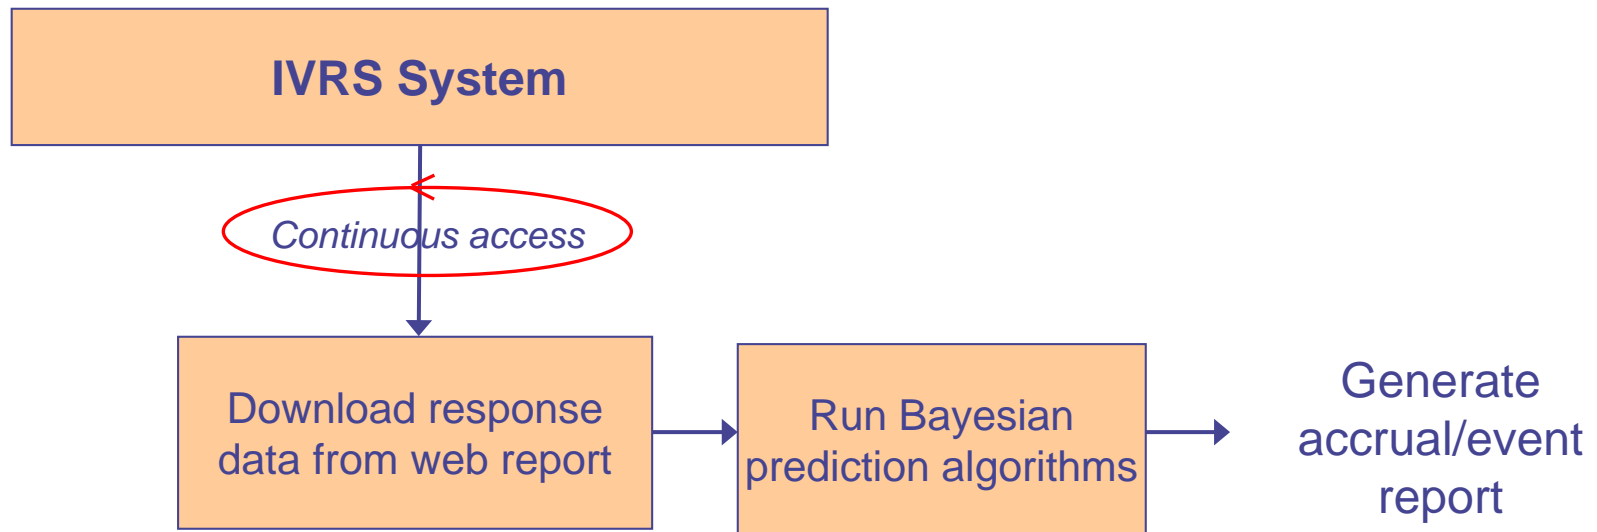 IVRS System
Continuous access
Download response
data from web report
Run Bayesian
prediction algorithms
Generate
accrual/event
report